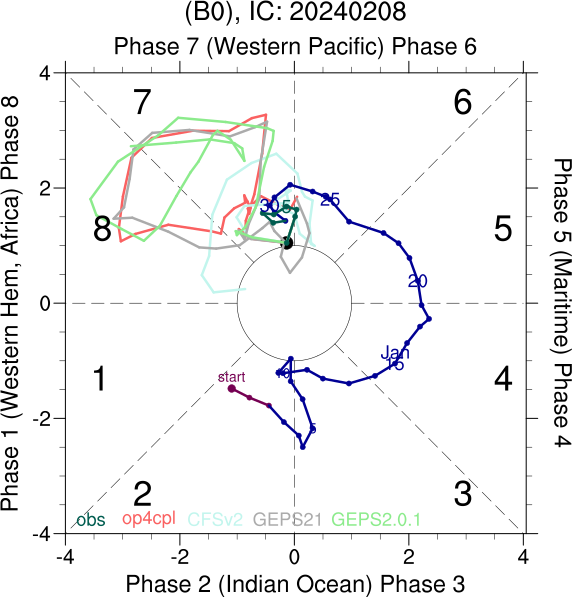 (B0), IC: 20240208
Phase 7 (Western Pacific) Phase 6
Phase 1 (Western Hem, Africa) Phase 8
Phase 5 (Maritime) Phase 4
4
2
0
-2
-4
7
6
8
5
1
4
2
3
30
5
25
20
Jan
15
10
5
start
obs op4cpl CFSv2 GEPS21 GEPS2.0.1
-4 -2 0 2 4
Phase 2 (Indian Ocean) Phase 3